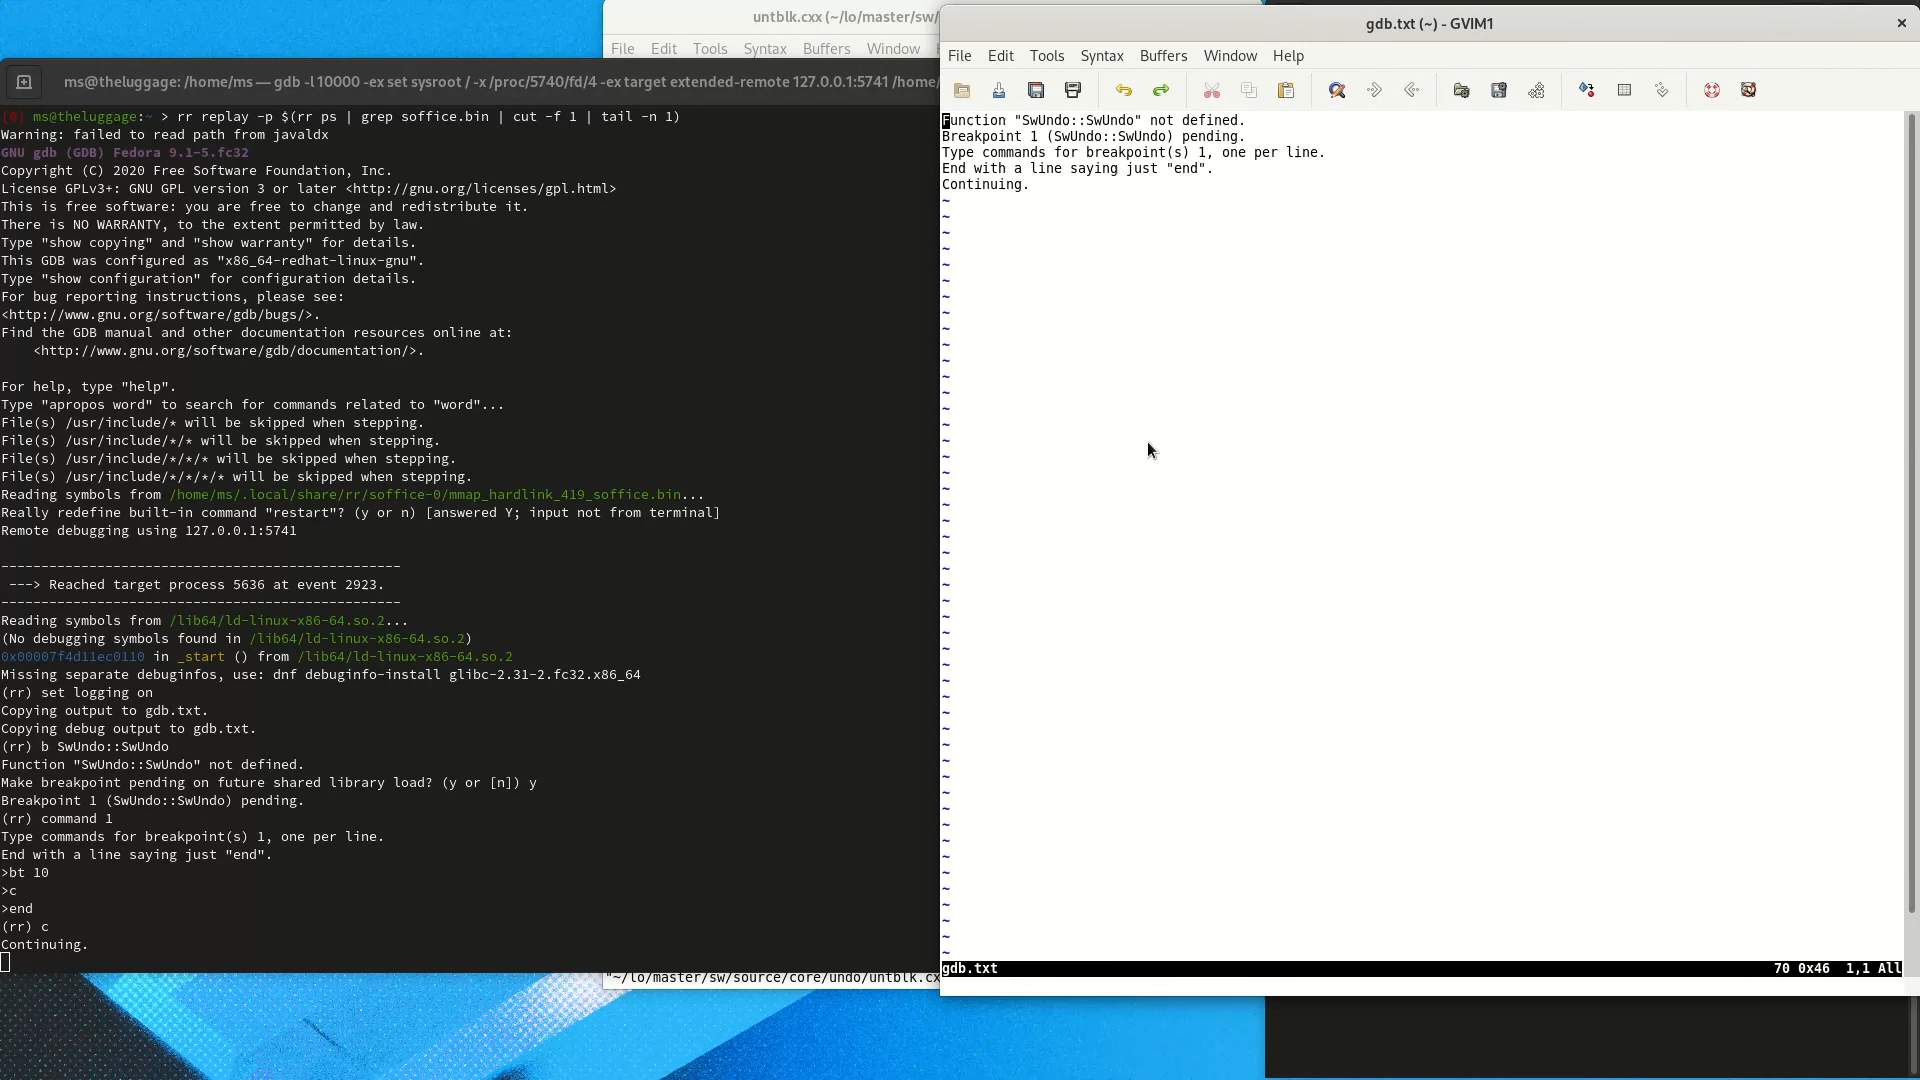 untblk.cxx (~/lo/master/sw/
File Edit Tools Syntax Buffers Window
ms@theluggage: /home/ms — gdb -l 10000 -ex set sysroot / -x /proc/5740/fd/4 -ex target extended-remote 127.0.0.1:5741 /home/
[0] ms@theluggage:~ > rr replay -p $(rr ps | grep soffice.bin | cut -f 1 | tail -n 1)
Warning: failed to read path from javaldx
GNU gdb (GDB) Fedora 9.1-5.fc32
Copyright (C) 2020 Free Software Foundation, Inc.
License GPLv3+: GNU GPL version 3 or later <http://gnu.org/licenses/gpl.html>
This is free software: you are free to change and redistribute it.
There is NO WARRANTY, to the extent permitted by law.
Type "show copying" and "show warranty" for details.
This GDB was configured as "x86_64-redhat-linux-gnu".
Type "show configuration" for configuration details.
For bug reporting instructions, please see:
<http://www.gnu.org/software/gdb/bugs/>.
Find the GDB manual and other documentation resources online at:
    <http://www.gnu.org/software/gdb/documentation/>.
For help, type "help".
Type "apropos word" to search for commands related to "word"...
File(s) /usr/include/* will be skipped when stepping.
File(s) /usr/include/*/* will be skipped when stepping.
File(s) /usr/include/*/*/* will be skipped when stepping.
File(s) /usr/include/*/*/*/* will be skipped when stepping.
Reading symbols from /home/ms/.local/share/rr/soffice-0/mmap_hardlink_419_soffice.bin...
Really redefine built-in command "restart"? (y or n) [answered Y; input not from terminal]
Remote debugging using 127.0.0.1:5741
--------------------------------------------------
 ---> Reached target process 5636 at event 2923.
--------------------------------------------------
Reading symbols from /lib64/ld-linux-x86-64.so.2...
(No debugging symbols found in /lib64/ld-linux-x86-64.so.2)
0x00007f4d11ec0110 in _start () from /lib64/ld-linux-x86-64.so.2
Missing separate debuginfos, use: dnf debuginfo-install glibc-2.31-2.fc32.x86_64
(rr) set logging on
Copying output to gdb.txt.
Copying debug output to gdb.txt.
(rr) b SwUndo::SwUndo
Function "SwUndo::SwUndo" not defined.
Make breakpoint pending on future shared library load? (y or [n]) y
Breakpoint 1 (SwUndo::SwUndo) pending.
(rr) command 1
Type commands for breakpoint(s) 1, one per line.
End with a line saying just "end".
>bt 10
>c
>end
(rr) c
Continuing.
"~/lo/master/sw/source/core/undo/untblk.cx
gdb.txt (~) - GVIM1
File Edit Tools Syntax Buffers Window Help
Function "SwUndo::SwUndo" not defined.
Breakpoint 1 (SwUndo::SwUndo) pending.
Type commands for breakpoint(s) 1, one per line.
End with a line saying just "end".
Continuing.
gdb.txt 70 0x46 1,1 All